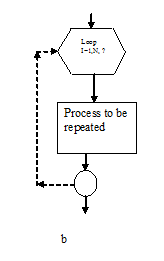 Loop
I=1,N, ?
Process to be
repeated
b